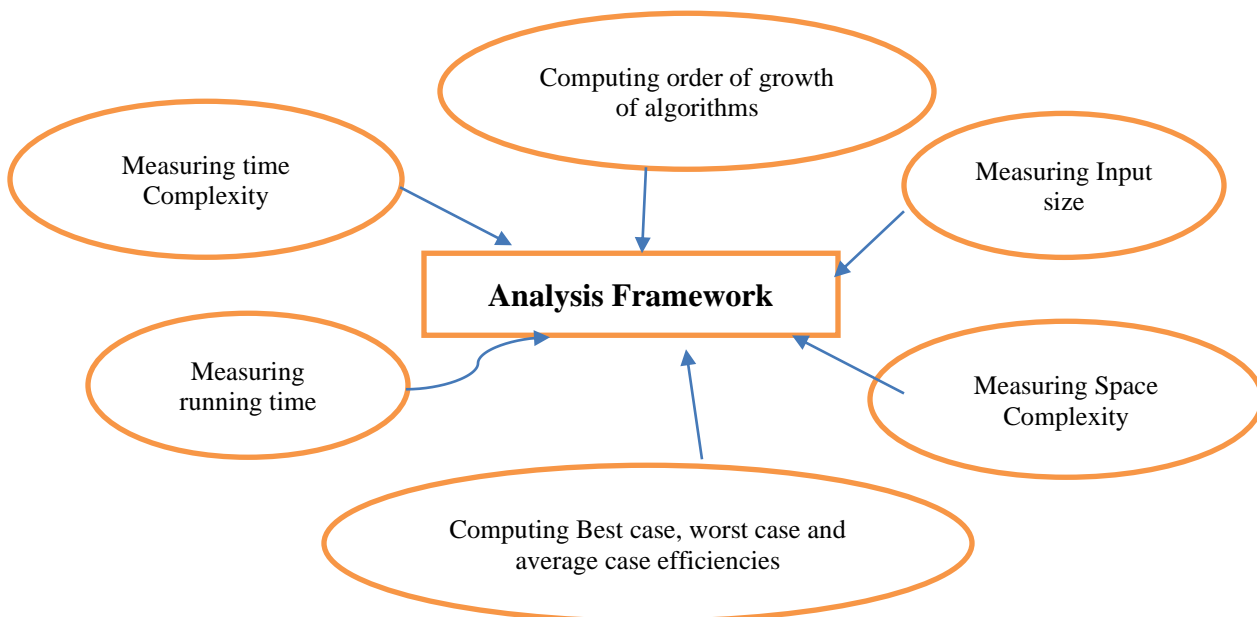 Computing order of growth
of algorithms
Measuring time
Complexity
Measuring Input
size
Analysis Framework
Measuring
running time
Measuring Space
Complexity
Computing Best case, worst case and
average case efficiencies